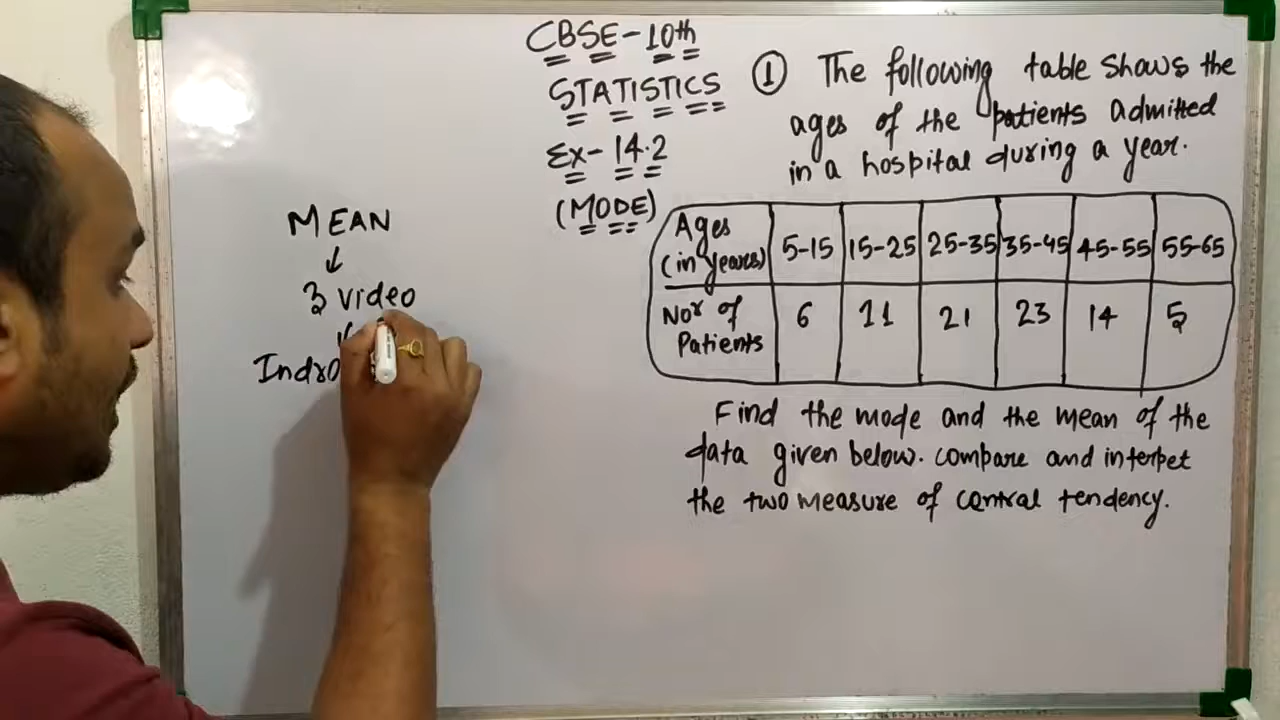 CBSE-10th
STATISTICS
Ex-14.2
(MODE)
MEAN
↓
3 video
Indro
① The following table shows the
ages of the patients admitted
in a hospital during a year.
Ages (in years) 5-15 15-25 25-35 35-45 45-55 55-65
Nor of Patients 6 11 21 23 14 5
Find the mode and the mean of the
data given below. compare and interpet
the two measure of central tendency.